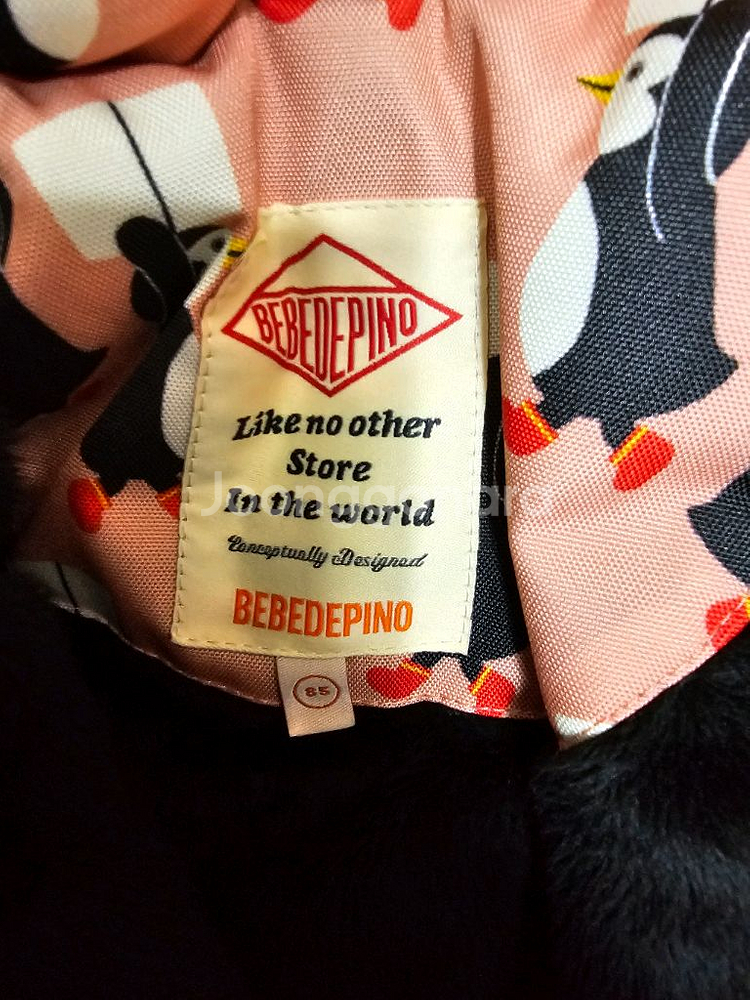 BEBEDEPINO
Like no other
Store
In the world
Conceptually Designed
BEBEDEPINO
85